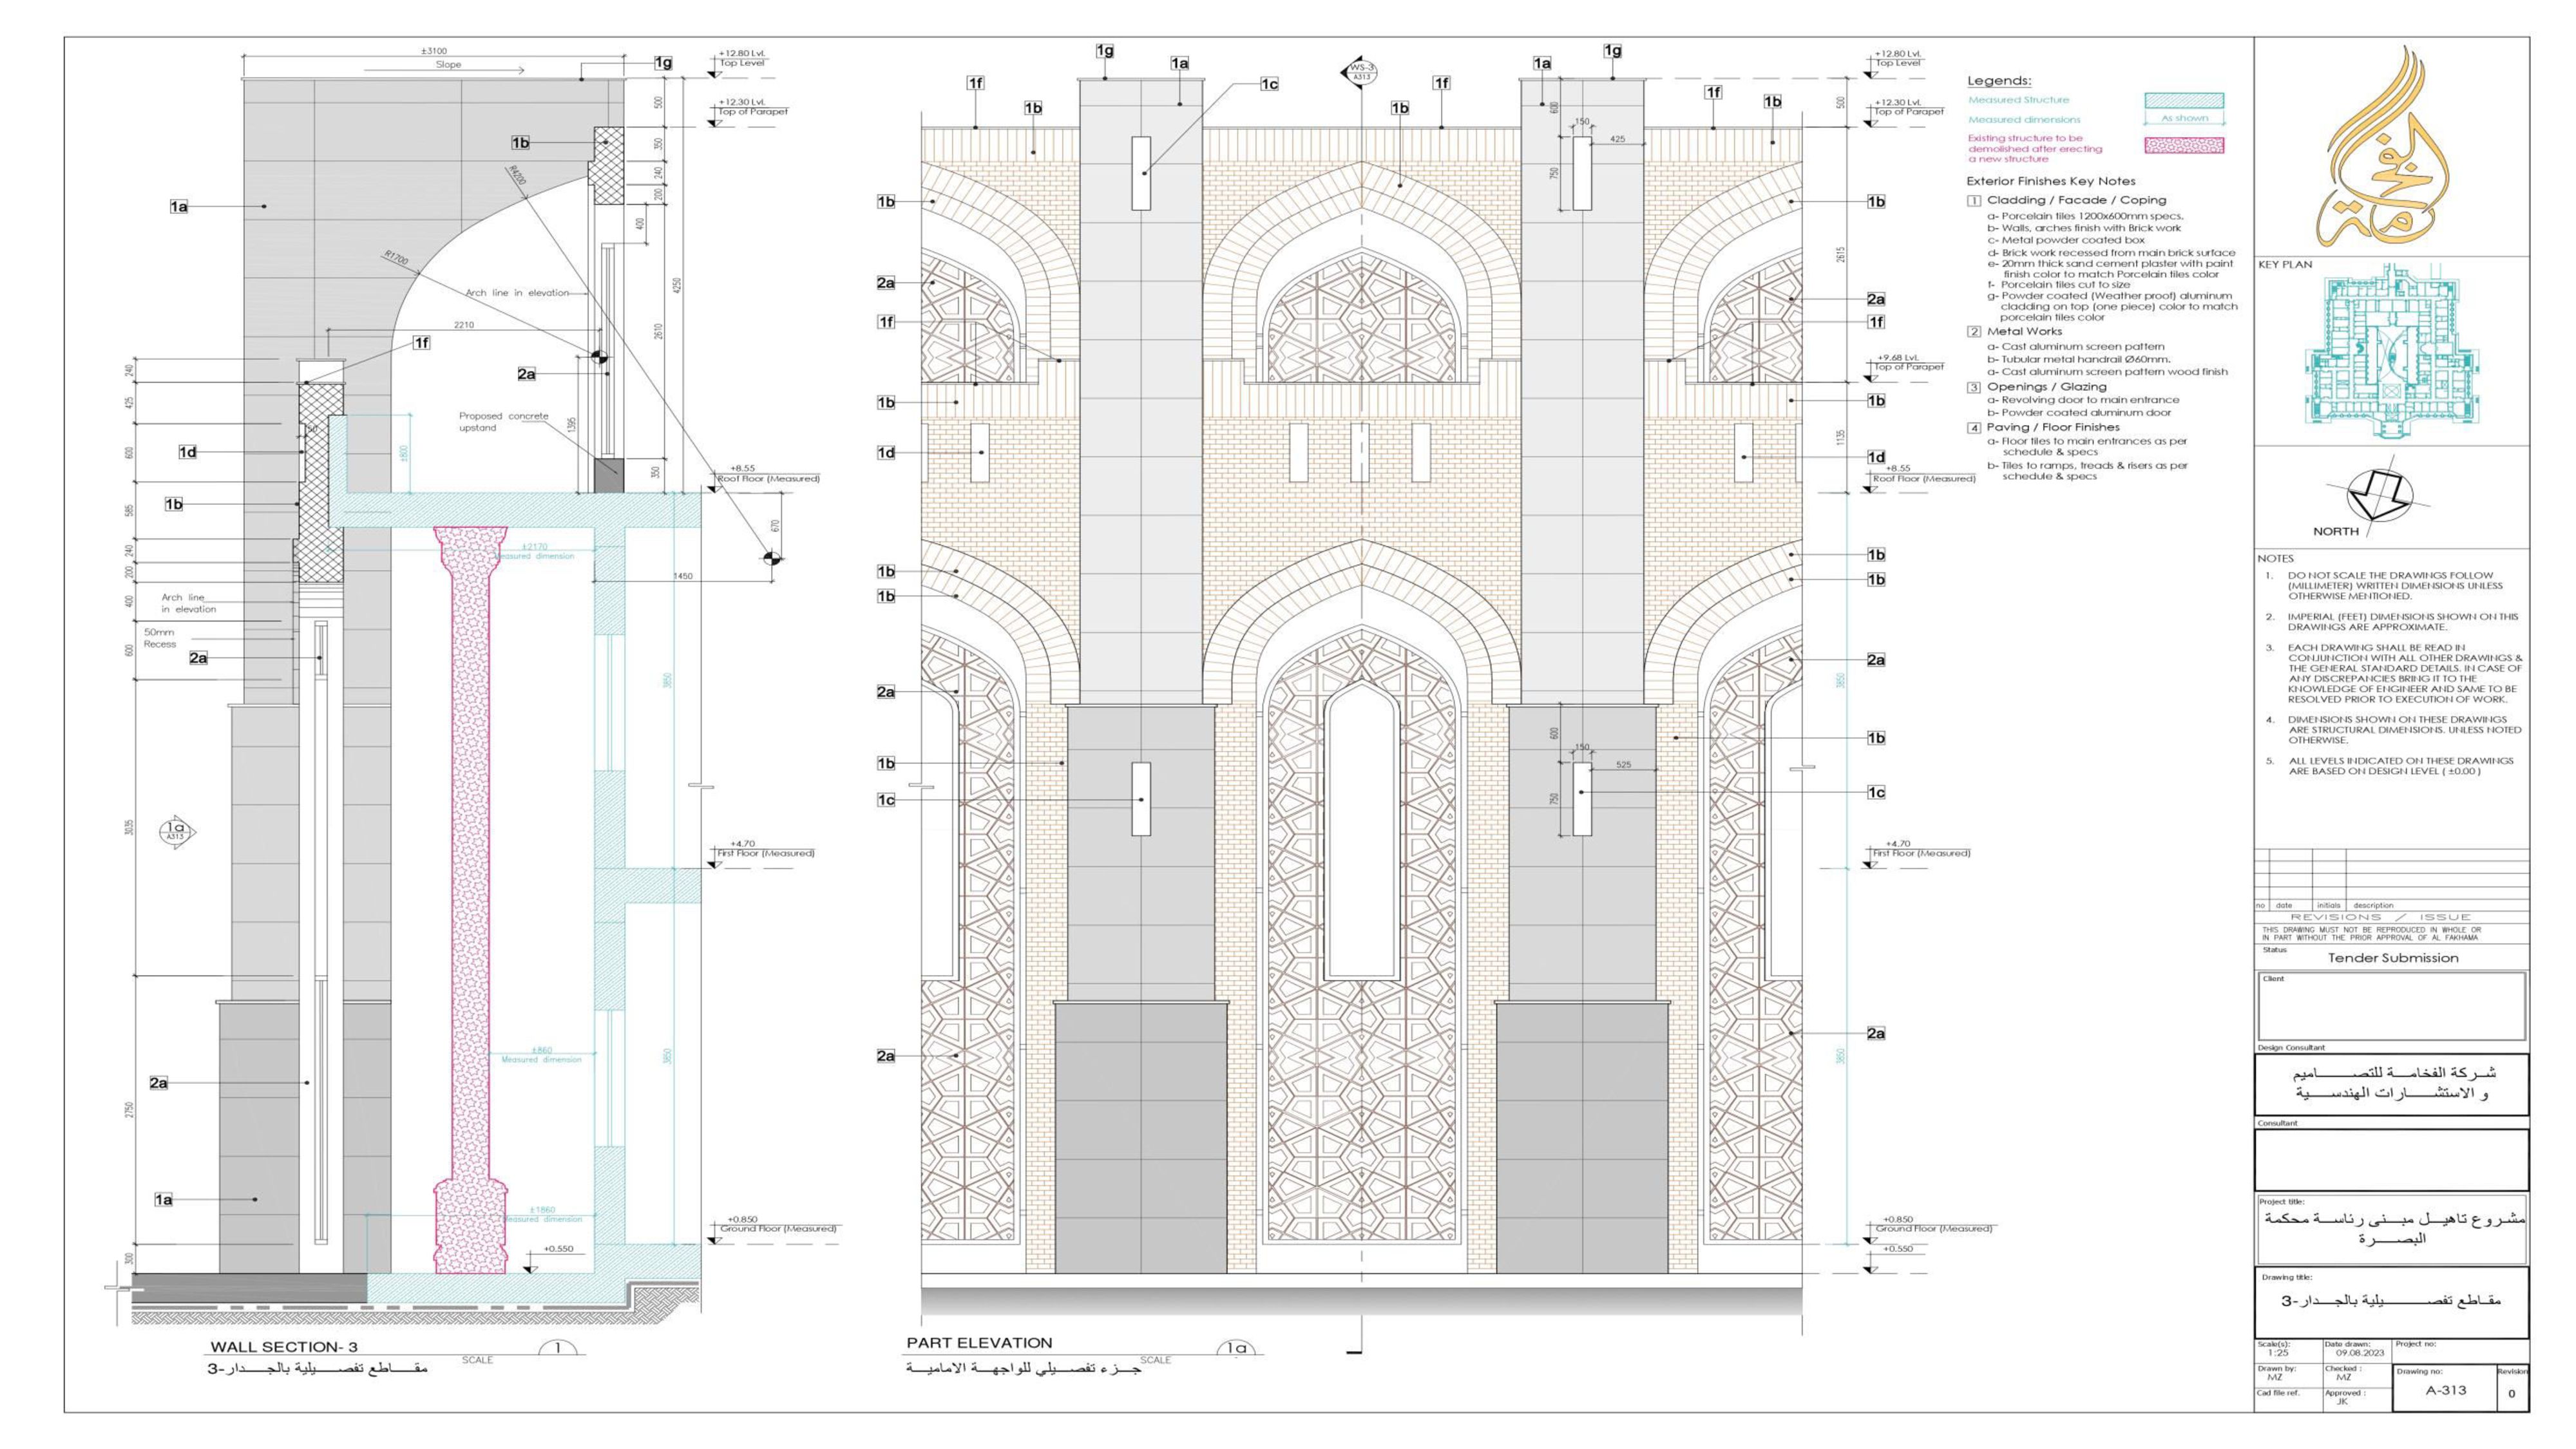 ±3100
Slope
1g
+12.80 Lvl.
Top Level
+12.30 Lvl.
Top of Parapet
500
350
240
200
400
4250
2610
350
1b
1a
R4200
R1700
Arch line in elevation
2210
1f
2a
Proposed concrete
upstand
1395
±800
+8.55
Roof Floor (Measured)
670
1450
240
425
600
585
240
200
400
600
3035
2750
300
50
1d
1b
Arch line
in elevation
50mm
Recess
2a
1a
A313
2a
1a
±2170
Measured dimension
3850
+4.70
First Floor (Measured)
±860
Measured dimension
3850
±1860
Measured dimension
+0.850
Ground Floor (Measured)
+0.550
WALL SECTION- 3
SCALE
1
مقاطع تفصيلية بالجدار-3
1g
1a
1c
1f
1b
WS-3
A313
1f
1b
1a
1g
1f
1b
600
150
425
750
1b
2a
1f
1b
1d
1b
1b
2a
1b
1c
2a
1b
2a
1f
1b
1d
1b
1b
2a
1b
1c
2a
600
150
525
750
+12.80 Lvl.
Top Level
+12.30 Lvl.
Top of Parapet
500
2615
+9.68 Lvl.
Top of Parapet
1135
+8.55
Roof Floor (Measured)
3850
+4.70
First Floor (Measured)
3850
+0.850
Ground Floor (Measured)
+0.550
PART ELEVATION
SCALE
1a
جزء تفصيلي للواجهة الامامية
Legends:
Measured Structure
Measured dimensions
As shown
Existing structure to be
demolished after erecting
a new structure
Exterior Finishes Key Notes
1 Cladding / Facade / Coping
a- Porcelain tiles 1200x600mm specs.
b- Walls, arches finish with Brick work
c- Metal powder coated box
d- Brick work recessed from main brick surface
e- 20mm thick sand cement plaster with paint
finish color to match Porcelain tiles color
f- Porcelain tiles cut to size
g- Powder coated (Weather proof) aluminum
cladding on top (one piece) color to match
porcelain tiles color
2 Metal Works
a- Cast aluminum screen pattern
b- Tubular metal handrail Ø60mm.
a- Cast aluminum screen pattern wood finish
3 Openings / Glazing
a- Revolving door to main entrance
b- Powder coated aluminum door
4 Paving / Floor Finishes
a- Floor tiles to main entrances as per
schedule & specs
b- Tiles to ramps, treads & risers as per
schedule & specs
الفخامة
KEY PLAN
NORTH
NOTES
1. DO NOT SCALE THE DRAWINGS FOLLOW
(MILLIMETER) WRITTEN DIMENSIONS UNLESS
OTHERWISE MENTIONED.
2. IMPERIAL (FEET) DIMENSIONS SHOWN ON THIS
DRAWINGS ARE APPROXIMATE.
3. EACH DRAWING SHALL BE READ IN
CONJUNCTION WITH ALL OTHER DRAWINGS &
THE GENERAL STANDARD DETAILS. IN CASE OF
ANY DISCREPANCIES BRING IT TO THE
KNOWLEDGE OF ENGINEER AND SAME TO BE
RESOLVED PRIOR TO EXECUTION OF WORK.
4. DIMENSIONS SHOWN ON THESE DRAWINGS
ARE STRUCTURAL DIMENSIONS. UNLESS NOTED
OTHERWISE.
5. ALL LEVELS INDICATED ON THESE DRAWINGS
ARE BASED ON DESIGN LEVEL ( ±0.00 )
no date initials description
REVISIONS / ISSUE
THIS DRAWING MUST NOT BE REPRODUCED IN WHOLE OR
IN PART WITHOUT THE PRIOR APPROVAL OF AL FAKHAMA
Status
Tender Submission
Client
Design Consultant
شركة الفخامة للتصاميم
و الاستشارات الهندسية
Consultant
Project title:
مشروع تاهيل مبنى رئاسة محكمة
البصرة
Drawing title:
مقاطع تفصيلية بالجدار-3
Scale(s):
1:25
Date drawn:
09.08.2023
Project no:
Drawn by:
MZ
Checked :
MZ
Drawing no:
A-313
Revision
0
Cad file ref.
Approved :
JK